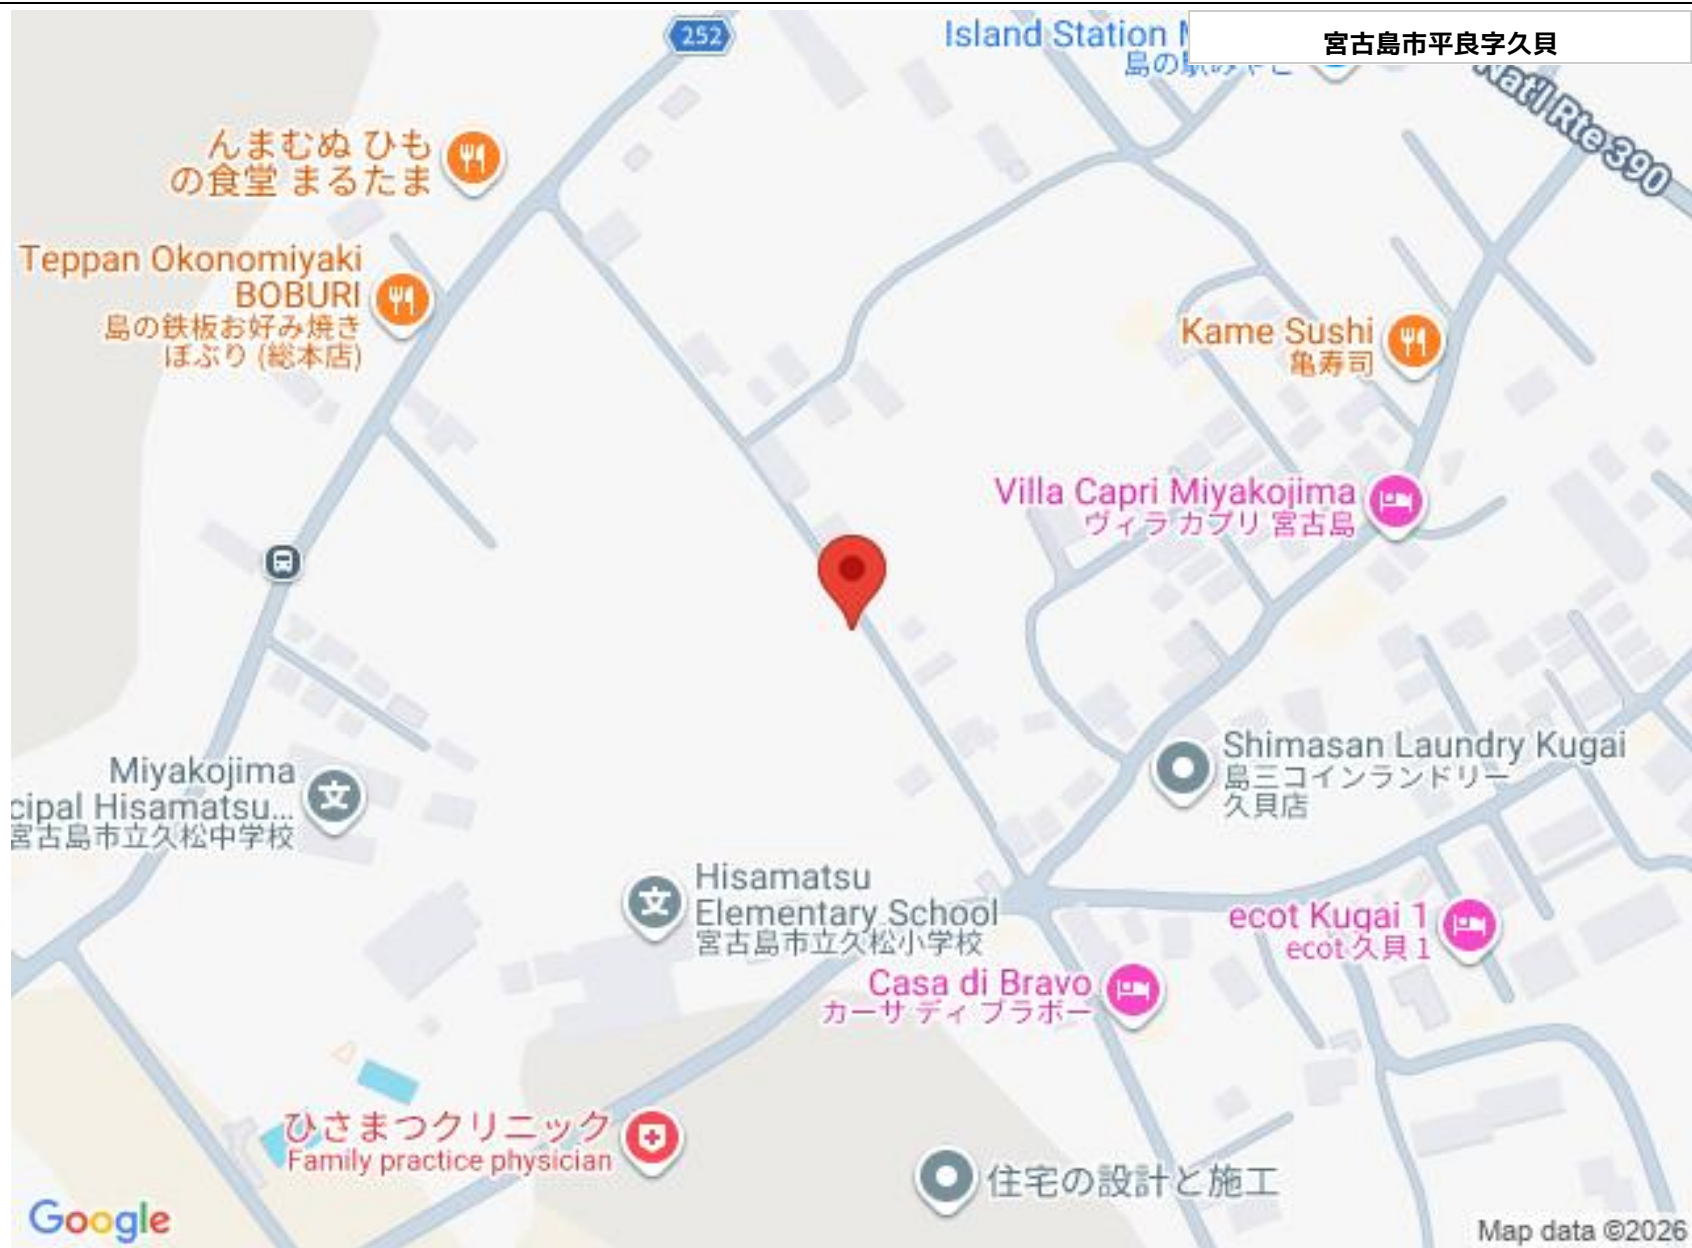 252
Island Station
島の駅みやこ
宮古島市平良字久貝
Nat'l Rte 390
んまむぬ ひも
の食堂 まるたま
Teppan Okonomiyaki
BOBURI
島の鉄板お好み焼き
ぼぶり (総本店)
Kame Sushi
亀寿司
Villa Capri Miyakojima
ヴィラ カプリ 宮古島
Shimasan Laundry Kugai
島三コインランドリー
久貝店
Miyakojima
cipal Hisamatsu...
宮古島市立久松中学校
文
Hisamatsu
Elementary School
宮古島市立久松小学校
文
ecot Kugai 1
ecot 久貝 1
Casa di Bravo
カーサ ディ ブラボー
ひさまつクリニック
Family practice physician
住宅の設計と施工
Google
Map data ©2026